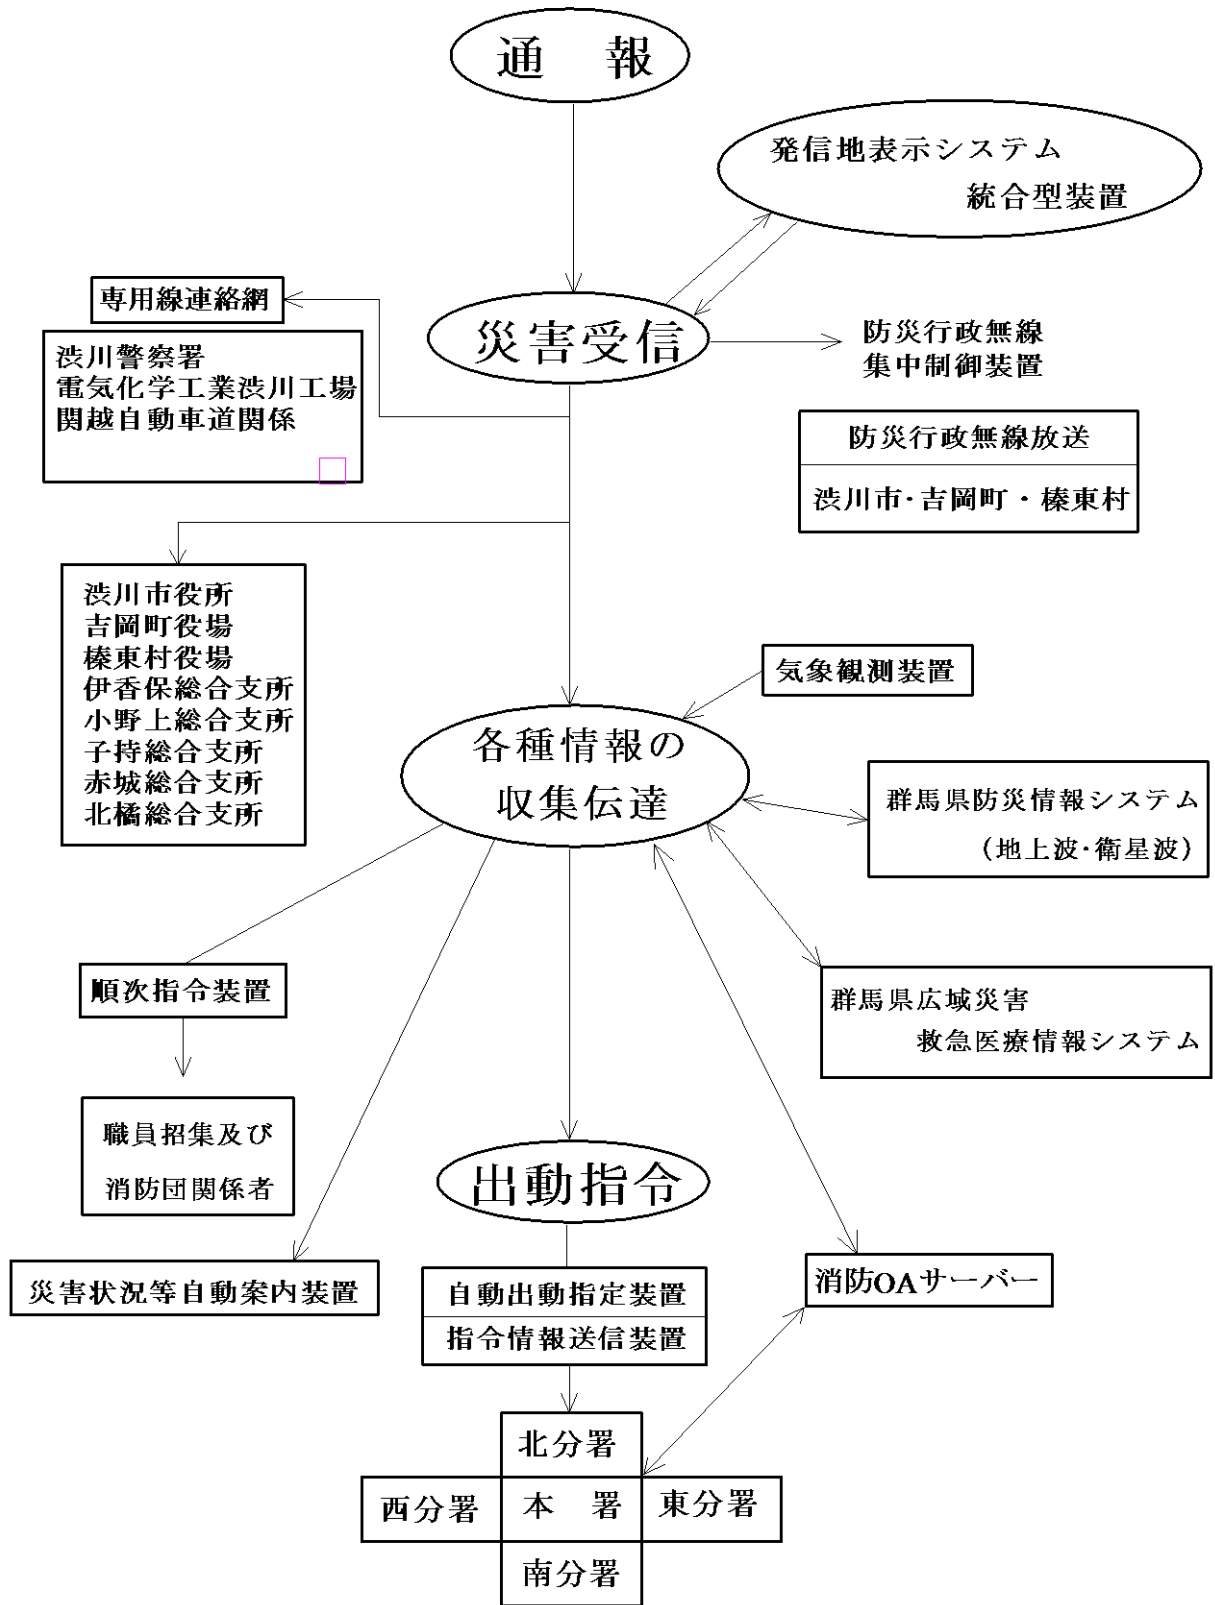 通　報
発信地表示システム
統合型装置
専用線連絡網
渋川警察署
電気化学工業渋川工場
関越自動車道関係
災害受信
防災行政無線
集中制御装置
防災行政無線放送
渋川市・吉岡町・榛東村
渋川市役所
吉岡町役場
榛東村役場
伊香保総合支所
小野上総合支所
子持総合支所
赤城総合支所
北橘総合支所
気象観測装置
各種情報の
収集伝達
群馬県防災情報システム
（地上波・衛星波）
順次指令装置
群馬県広域災害
救急医療情報システム
職員招集及び
消防団関係者
出動指令
災害状況等自動案内装置
自動出動指定装置
指令情報送信装置
消防OAサーバー
北分署
西分署
本　署
東分署
南分署